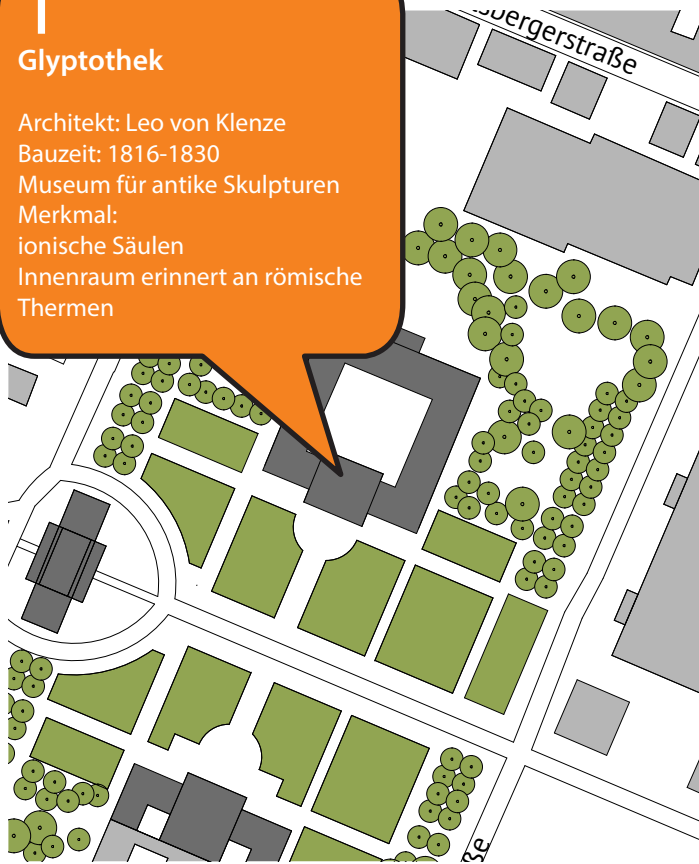 Glyptothek
Architekt: Leo von Klenze
Bauzeit: 1816-1830
Museum für antike Skulpturen
Merkmal:
ionische Säulen
Innenraum erinnert an römische
Thermen